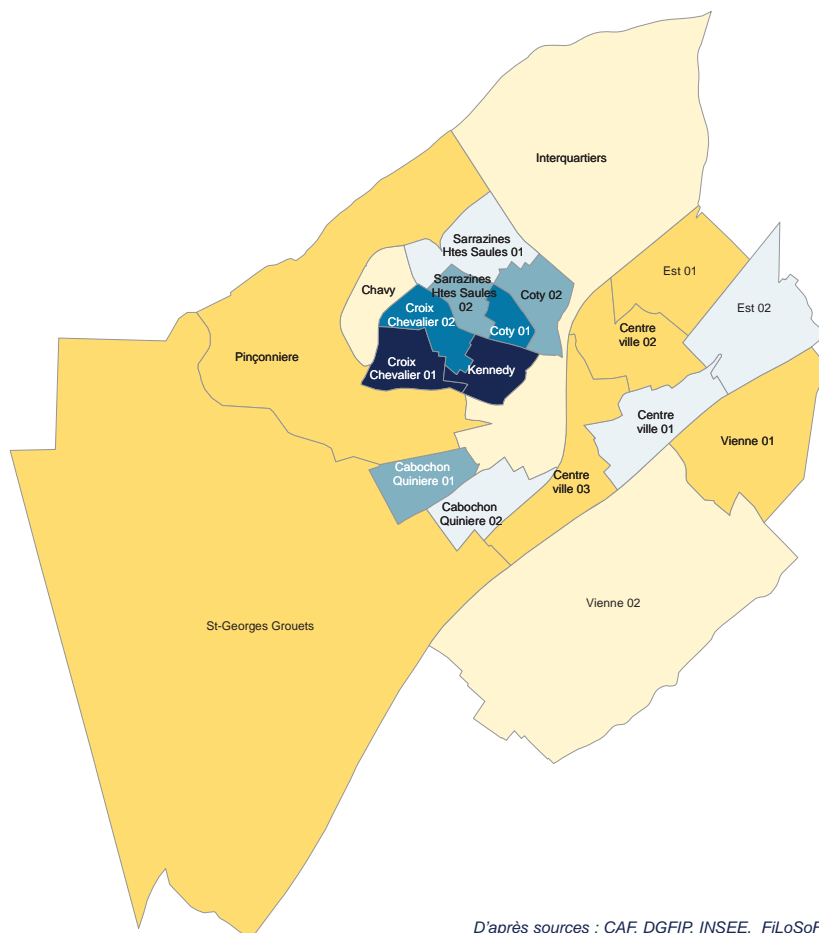 Interquartiers
Sarrazines
Htes Saules 01
Est 01
Sarrazines
Htes Saules
02
Chavy
Coty 02
Est 02
Croix
Chevalier 02
Coty 01
Centre
ville 02
Pinçonniere
Croix
Chevalier 01
Kennedy
Centre
ville 01
Vienne 01
Cabochon
Quiniere 01
Centre
ville 03
Cabochon
Quiniere 02
Vienne 02
St-Georges Grouets
D'après sources : CAF, DGFIP, INSEE, FiLoSoF